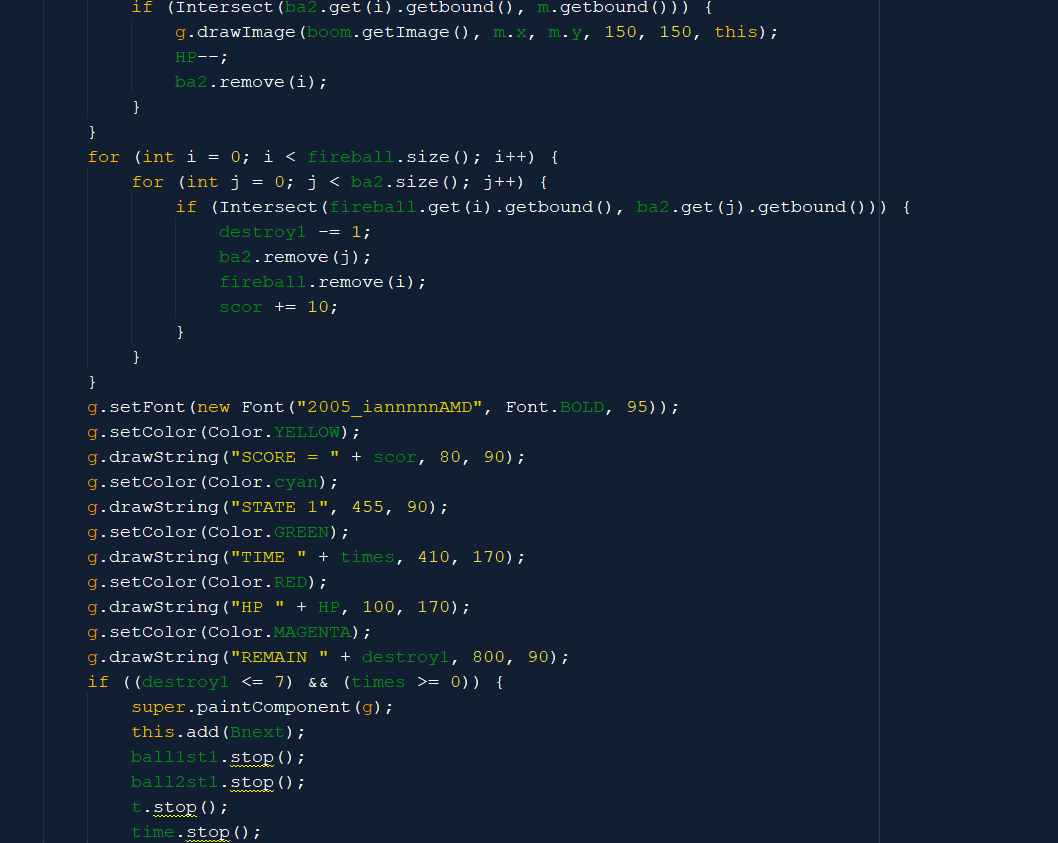 if (Intersect(ba2.get(i).getbound(), m.getbound())) {
g.drawImage(boom.getImage(), m.x, m.y, 150, 150, this);
HP--;
ba2.remove(i);
}
}
for (int i = 0; i < fireball.size(); i++) {
for (int j = 0; j < ba2.size(); j++) {
if (Intersect(fireball.get(i).getbound(), ba2.get(j).getbound())) {
destroy1 -= 1;
ba2.remove(j);
fireball.remove(i);
scor += 10;
}
}
}
g.setFont(new Font("2005_iannnnnAMD", Font.BOLD, 95));
g.setColor(Color.YELLOW);
g.drawString("SCORE = " + scor, 80, 90);
g.setColor(Color.cyan);
g.drawString("STATE 1", 455, 90);
g.setColor(Color.GREEN);
g.drawString("TIME " + times, 410, 170);
g.setColor(Color.RED);
g.drawString("HP " + HP, 100, 170);
g.setColor(Color.MAGENTA);
g.drawString("REMAIN " + destroy1, 800, 90);
if ((destroy1 <= 7) && (times >= 0)) {
super.paintComponent(g);
this.add(Bnext);
ball1st1.stop();
ball2st1.stop();
t.stop();
time.stop();